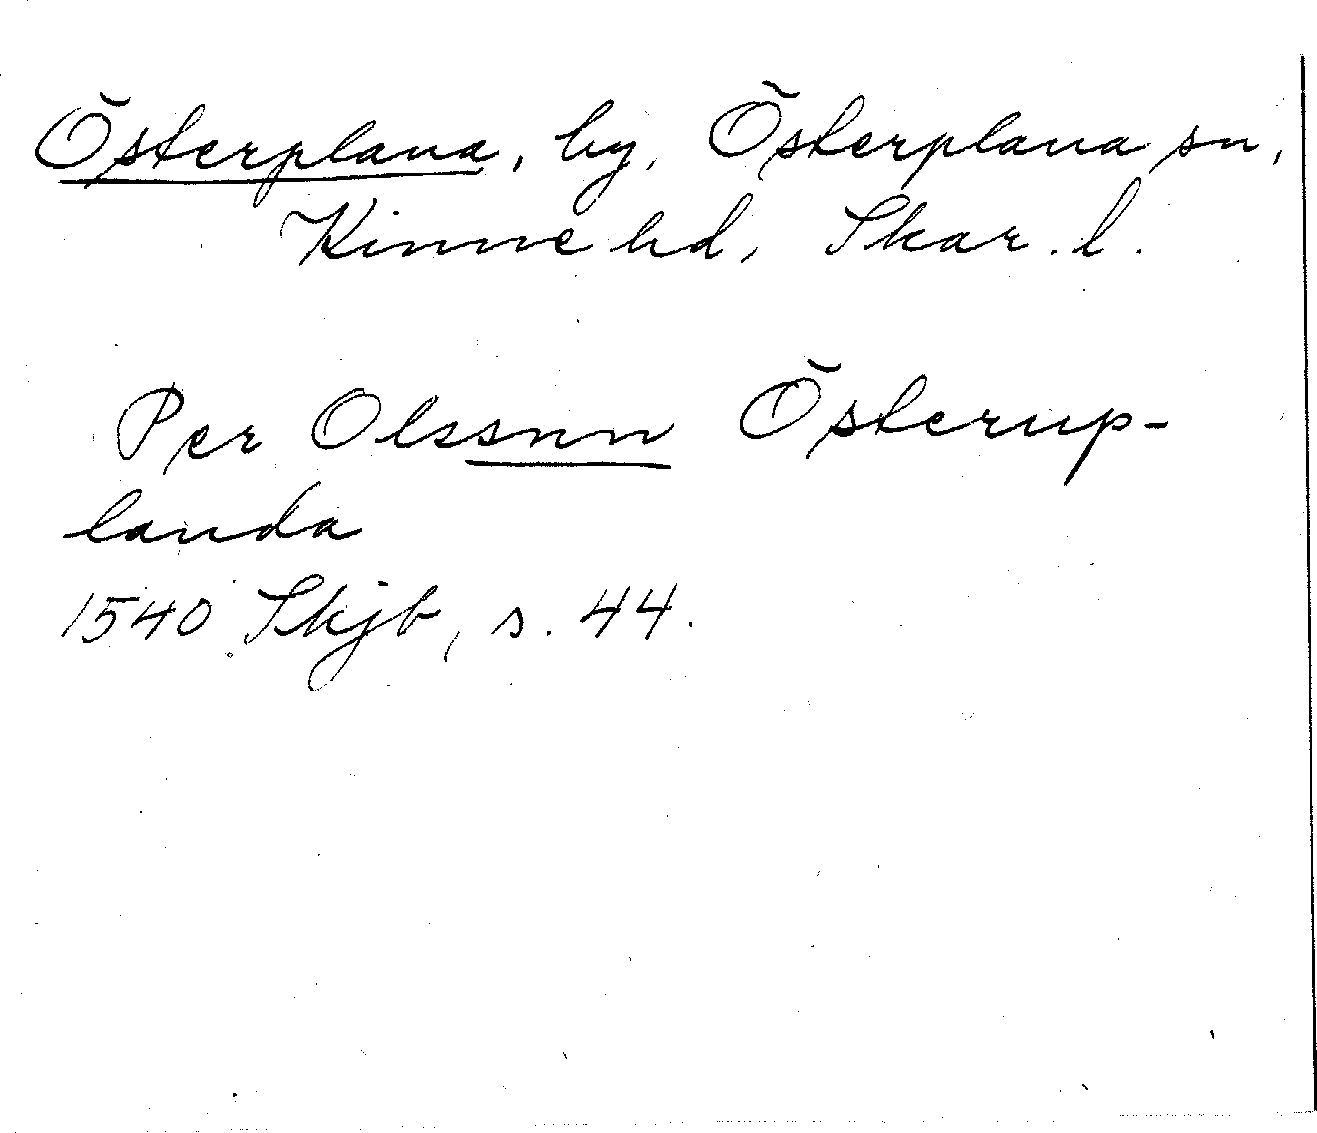 Österplana, by, Österplana sn,
Kinne hd, Skar. l.
Per Olssnn Österup-
landa
1540 Skjb, s. 44.